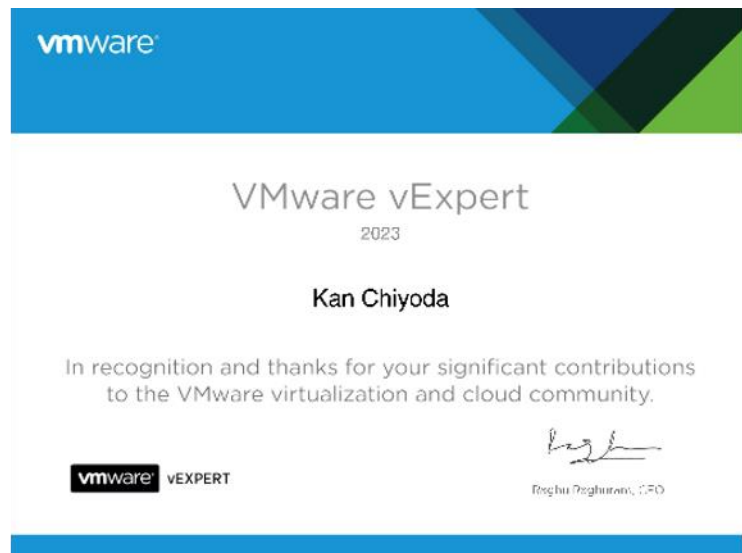 vmware®
VMware vExpert
2023
Kan Chiyoda
In recognition and thanks for your significant contributions
to the VMware virtualization and cloud community.
vmware® vEXPERT
Raghu Raghuram, CEO